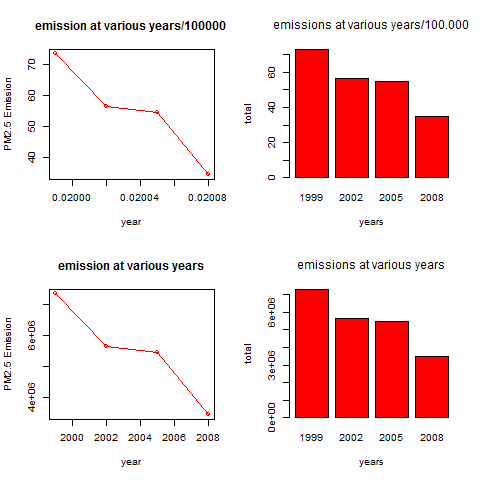 emission at various years/100000
PM2.5 Emission
70
60
50
40
0.02000 0.02004 0.02008
year
emissions at various years/100.000
total
60
40
20
0
1999 2002 2005 2008
years
emission at various years
PM2.5 Emission
6e+06
4e+06
2000 2002 2004 2006 2008
year
emissions at various years
total
6e+06
3e+06
0e+00
1999 2002 2005 2008
years